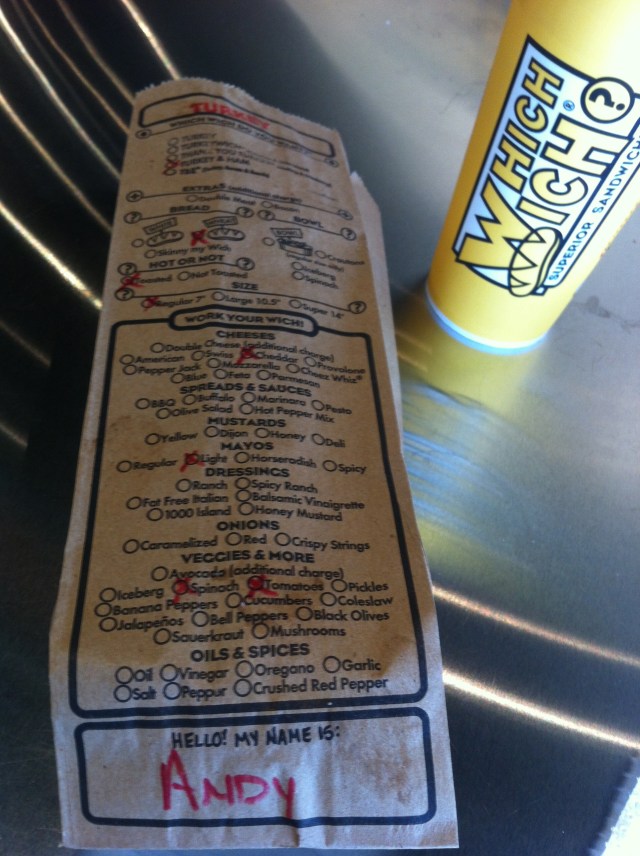 TURKEY
TURKEY
TURKEY & HAM
EXTRAS
Double Meat
BREAD
BOWL
Skinny Wich
Spinach
HOT OR NOT
Toasted Not Toasted
SIZE
Regular 7" Large 10.5" Super 14"
WORK YOUR WICH!
CHEESES
Double Cheese (additional charge)
American Swiss Cheddar Provolone
Pepper Jack Mozzarella Cheez Whiz®
Blue Feta Parmesan
SPREADS & SAUCES
BBQ Buffalo Marinara Pesto
Olive Salad Hot Pepper Mix
MUSTARDS
Yellow Dijon Honey Deli
MAYOS
Regular Light Horseradish Spicy
DRESSINGS
Ranch Spicy Ranch
Fat Free Italian Balsamic Vinaigrette
1000 Island Honey Mustard
ONIONS
Caramelized Red Crispy Strings
VEGGIES & MORE
Avocado (additional charge)
Iceberg Spinach Tomatoes Pickles
Banana Peppers Cucumbers Coleslaw
Jalapeños Bell Peppers Black Olives
Sauerkraut Mushrooms
OILS & SPICES
Oil Vinegar Oregano Garlic
Salt Peppur Crushed Red Pepper
HELLO! MY NAME IS:
ANDY
WHICH
WICH®
?
SUPERIOR SANDWICH